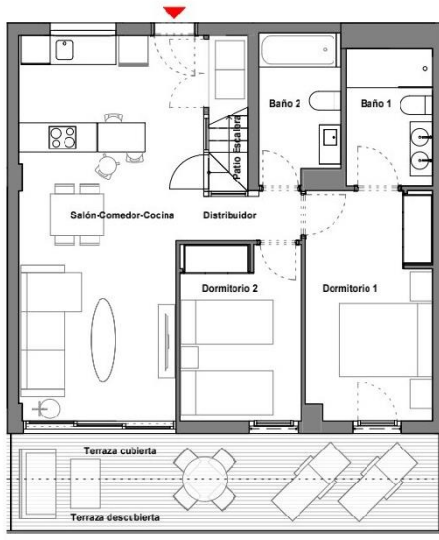 Baño 2
Baño 1
Patio Escalera
Salón-Comedor-Cocina
Distribuidor
Dormitorio 2
Dormitorio 1
Terraza cubierta
Terraza descubierta